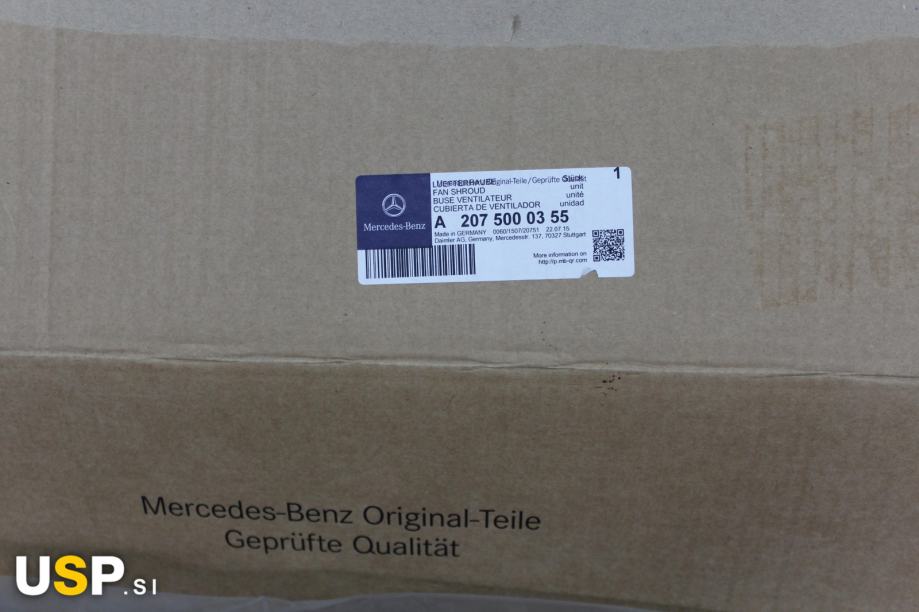 Mercedes-Benz
LUEFTERHAUBE Stück 1
Original-Teile/Geprüfte Qualität
FAN SHROUD unit
BUSE VENTILATEUR unité
CUBIERTA DE VENTILADOR unidad
A 207 500 03 55
Made in GERMANY 0060/1507/20751 22.07.15
Daimler AG, Germany, Mercedesstr. 137, 70327 Stuttgart
More information on
http://p.mb-qr.com
Mercedes-Benz Original-Teile
Geprüfte Qualität
USP.SI